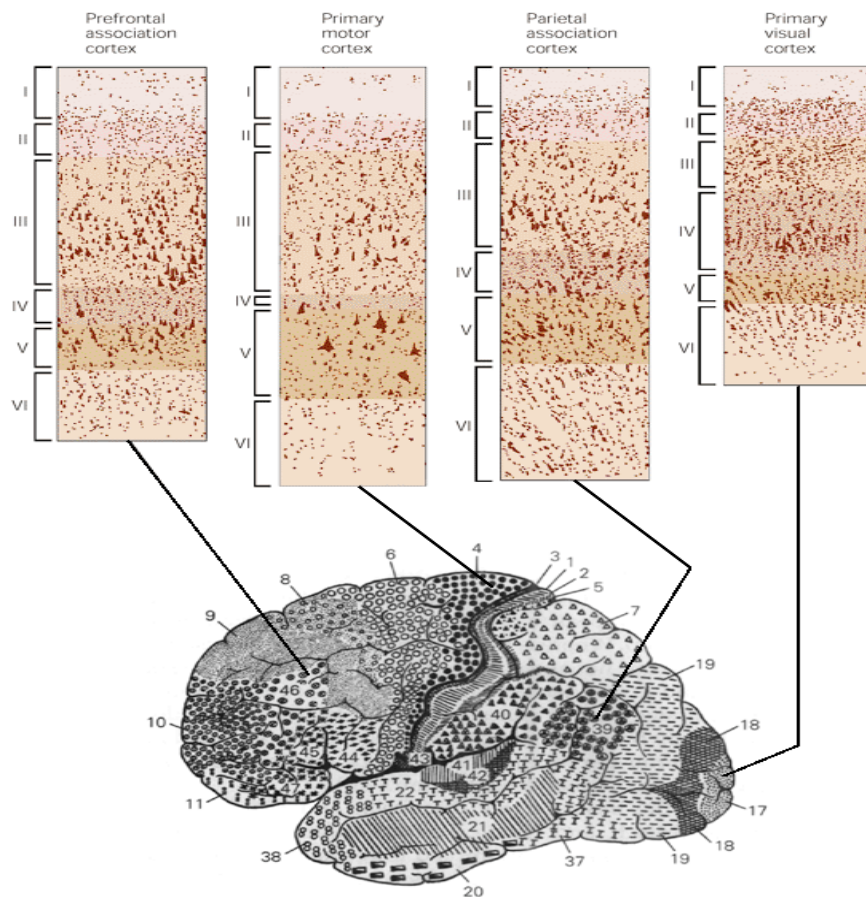 Prefrontal
association
cortex
Primary
motor
cortex
Parietal
association
cortex
Primary
visual
cortex
I
II
III
IV
V
VI
I
II
III
IV
V
VI
I
II
III
IV
V
VI
I
II
III
IV
V
VI
4
3
1
2
5
6
7
8
9
19
46
10
40
39
18
45
44
43
41
42
47
22
11
17
21
38
37
19
18
20